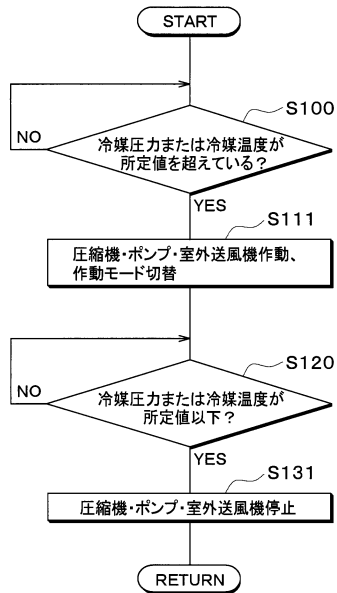 START
S100
NO
冷媒圧力または冷媒温度が
所定値を超えている?
YES
S111
圧縮機・ポンプ・室外送風機作動、
作動モード切替
S120
NO
冷媒圧力または冷媒温度が
所定値以下?
YES
S131
圧縮機・ポンプ・室外送風機停止
RETURN